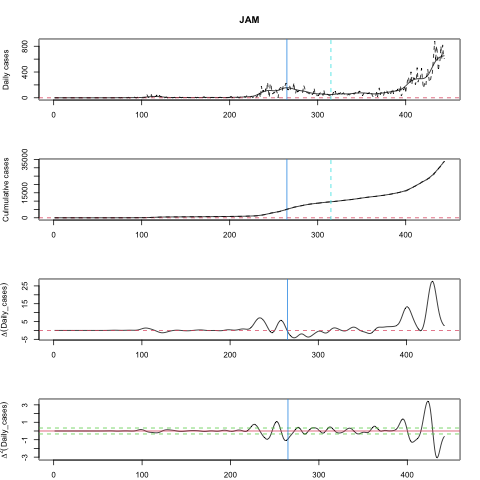 JAM
Daily cases
0 400 800
0 100 200 300 400
Culmulative cases
0 15000 35000
0 100 200 300 400
Δ(Daily_cases)
-5 5 15 25
0 100 200 300 400
Δ²(Daily_cases)
-3 -1 1 3
0 100 200 300 400